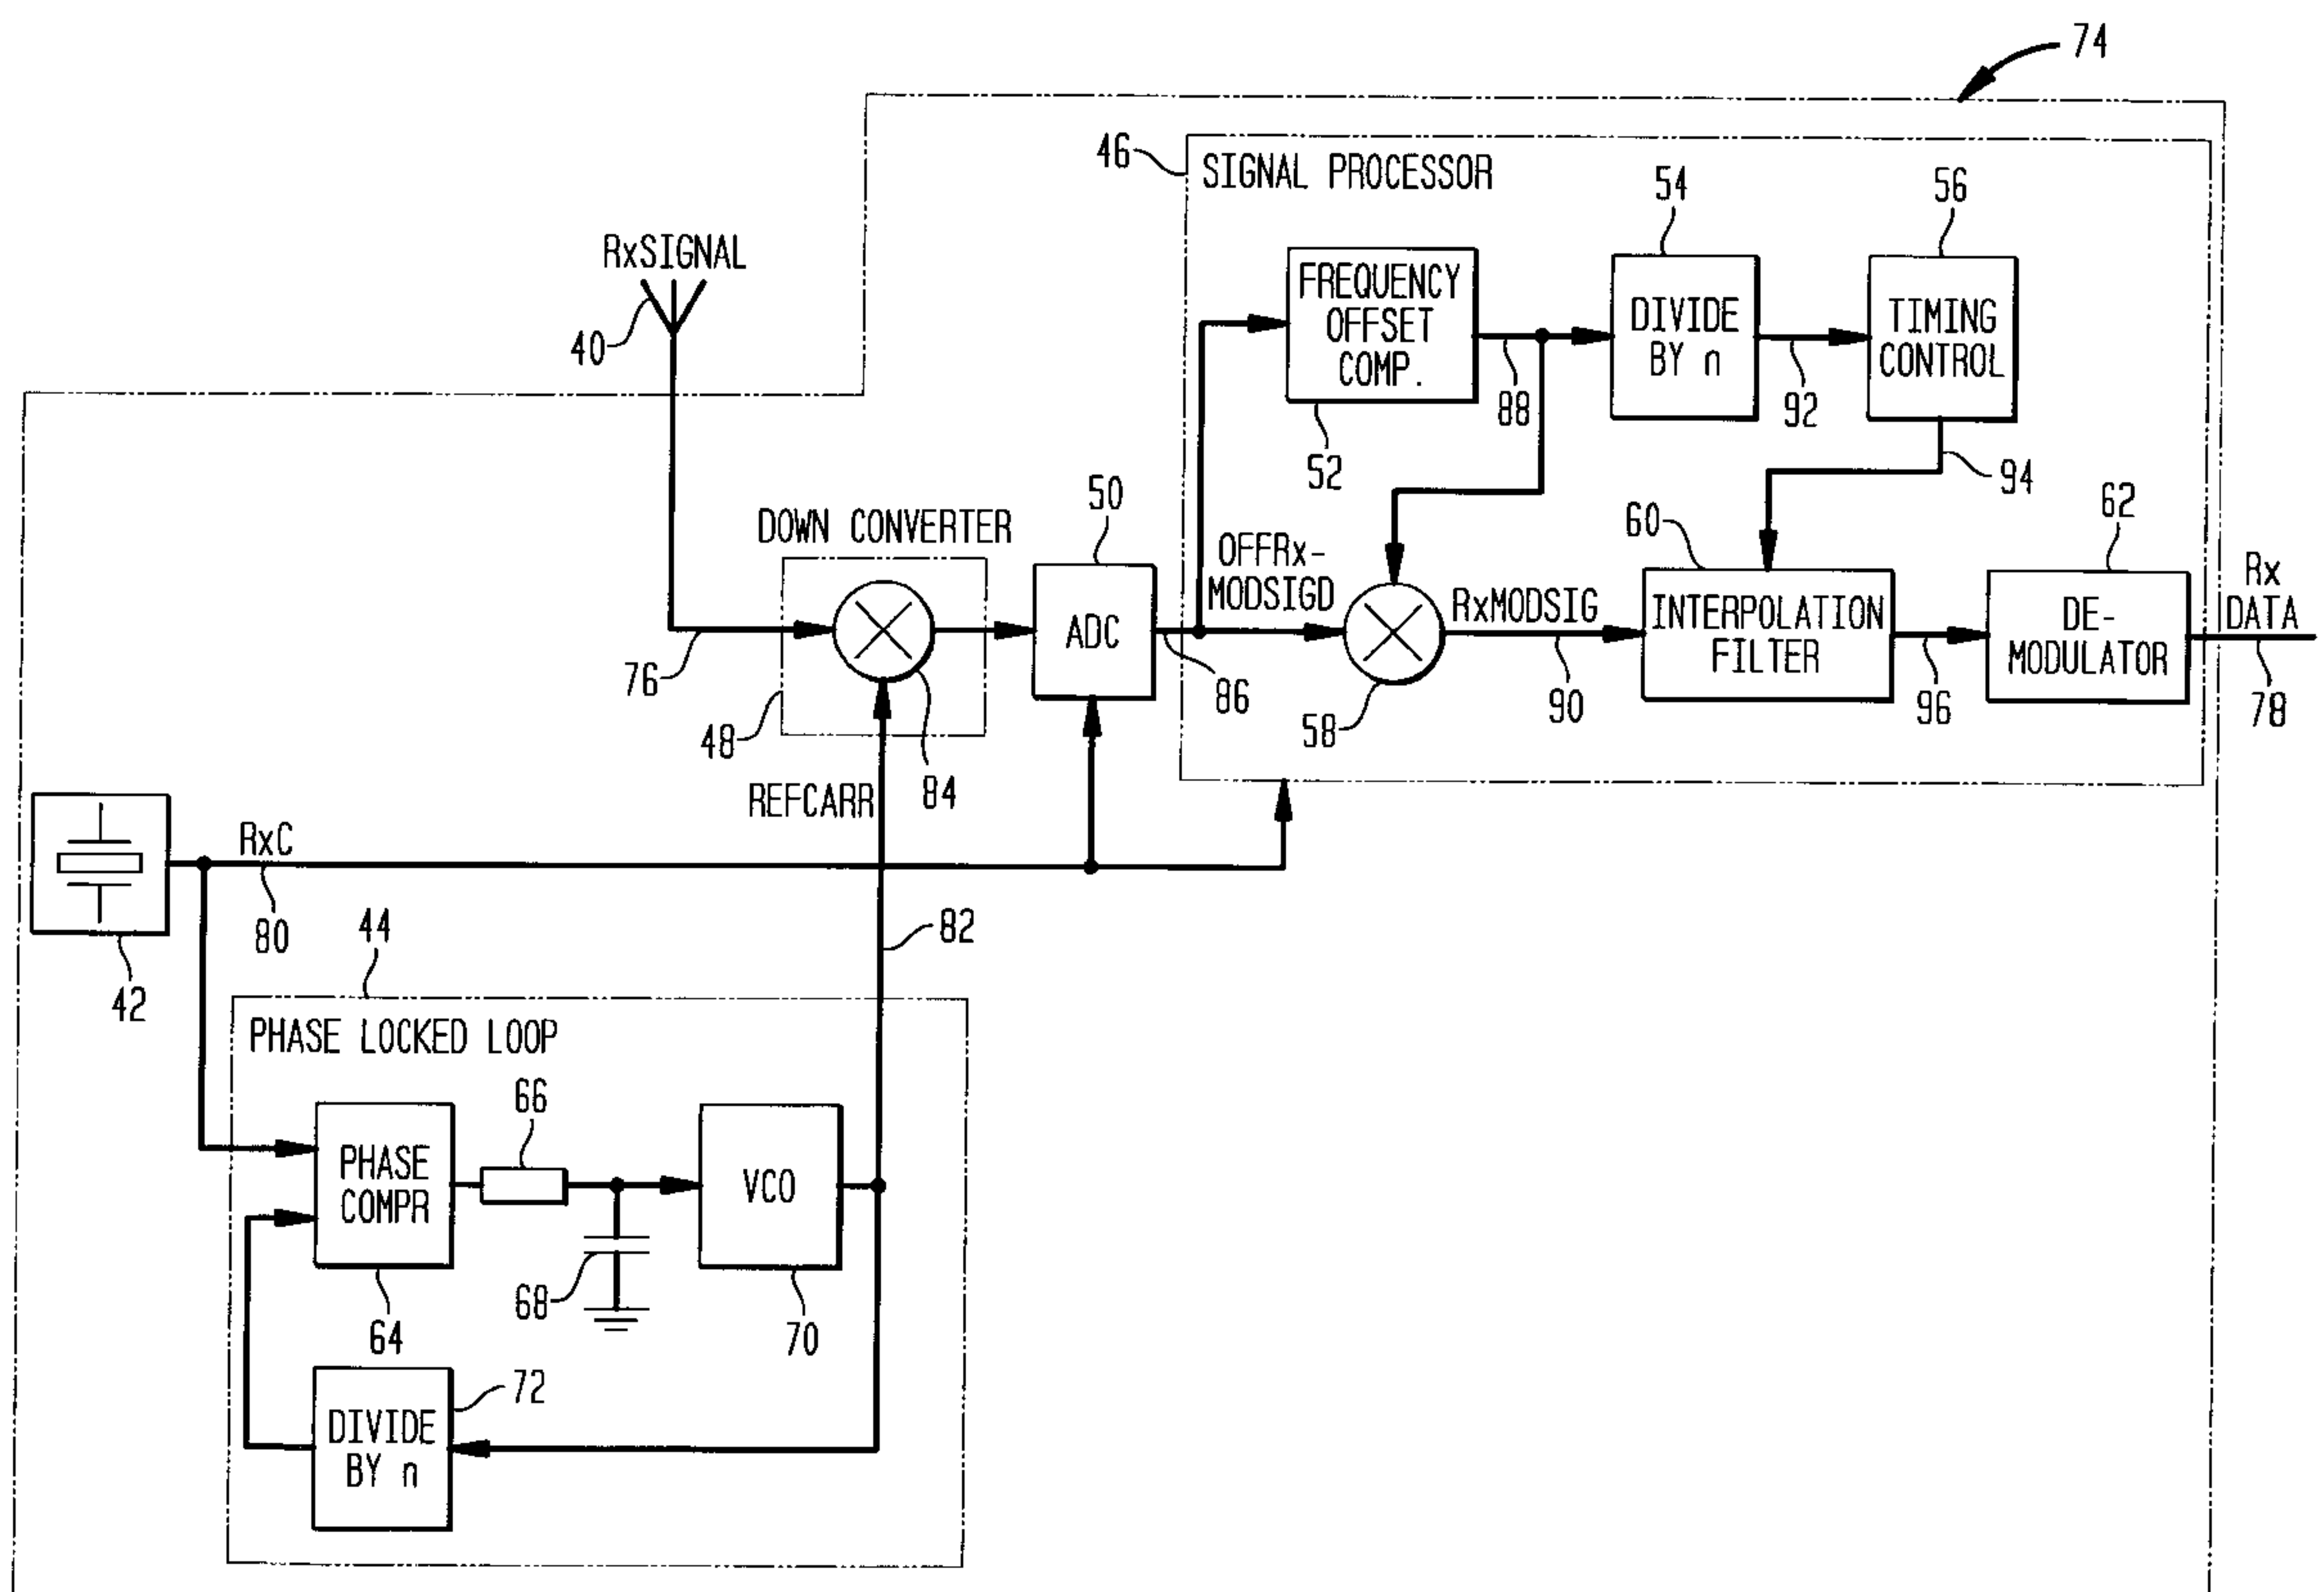 74
46
SIGNAL PROCESSOR
54
56
RxSIGNAL
40
FREQUENCY
OFFSET
COMP.
52
88
DIVIDE
BY n
92
TIMING
CONTROL
94
DOWN CONVERTER
50
ADC
OFFRx-
MODSIGD
60
62
RxMODSIG
INTERPOLATION
FILTER
DE-
MODULATOR
Rx
DATA
76
48
84
86
58
90
96
78
REFCARR
RxC
80
42
44
82
PHASE LOCKED LOOP
66
PHASE
COMPR
64
68
VCO
70
72
DIVIDE
BY n